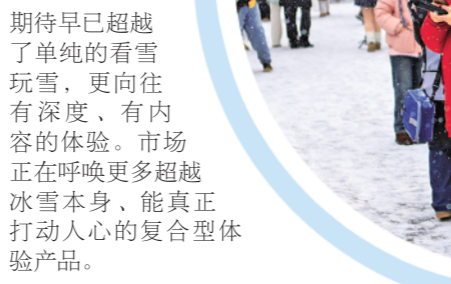 期待早已超越
了单纯的看雪
玩雪，更向往
有深度、有内
容的体验。市场
正在呼唤更多超越
冰雪本身、能真正
打动人心的复合型体
验产品。